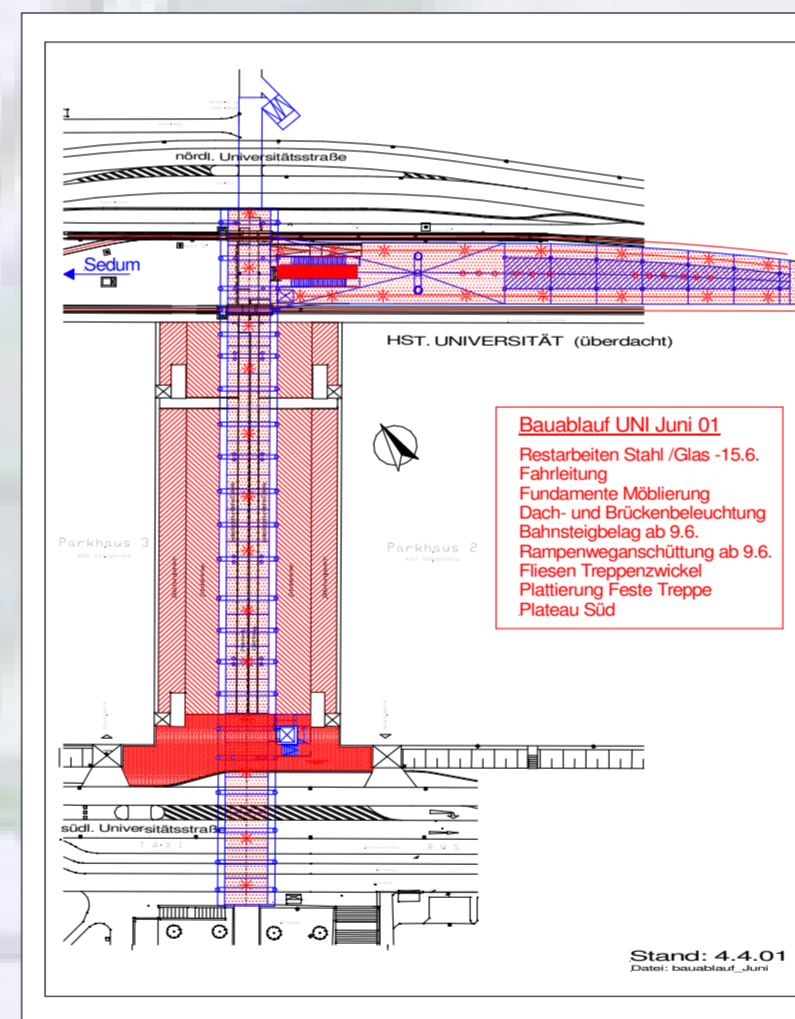 nördl. Universitätsstraße
Sedum
HST. UNIVERSITÄT (überdacht)
Bauablauf UNI Juni 01
Restarbeiten Stahl /Glas -15.6.
Fahrleitung
Fundamente Möblierung
Dach- und Brückenbeleuchtung
Bahnsteigbelag ab 9.6.
Rampenweganschüttung ab 9.6.
Fliesen Treppenzwickel
Plattierung Feste Treppe
Plateau Süd
Parkhaus 3
Parkhaus 2
südl. Universitätsstraße
TAXI
BUS
Stand: 4.4.01
Datei: bauablauf_Juni